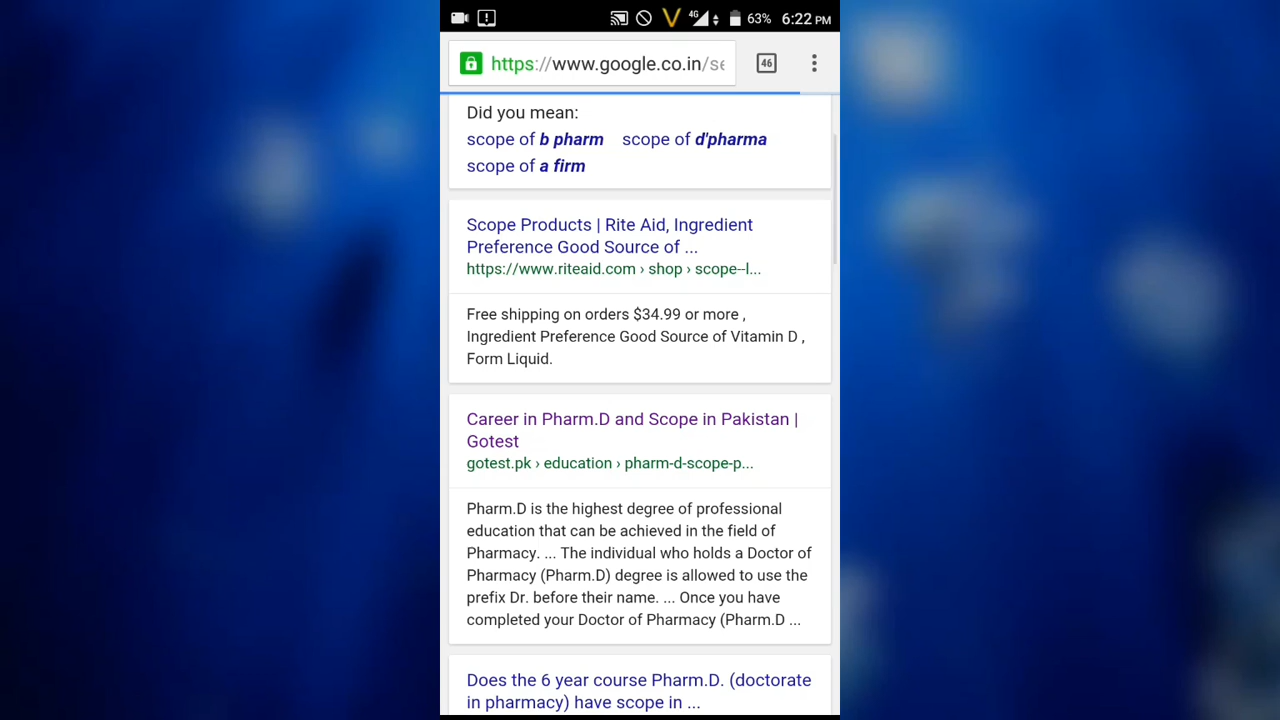 4G 63% 6:22 PM
https://www.google.co.in/se 46
Did you mean:
scope of b pharm scope of d'pharma
scope of a firm
Scope Products | Rite Aid, Ingredient
Preference Good Source of ...
https://www.riteaid.com › shop › scope--l...
Free shipping on orders $34.99 or more ,
Ingredient Preference Good Source of Vitamin D ,
Form Liquid.
Career in Pharm.D and Scope in Pakistan |
Gotest
gotest.pk › education › pharm-d-scope-p...
Pharm.D is the highest degree of professional
education that can be achieved in the field of
Pharmacy. ... The individual who holds a Doctor of
Pharmacy (Pharm.D) degree is allowed to use the
prefix Dr. before their name. ... Once you have
completed your Doctor of Pharmacy (Pharm.D ...
Does the 6 year course Pharm.D. (doctorate
in pharmacy) have scope in ...